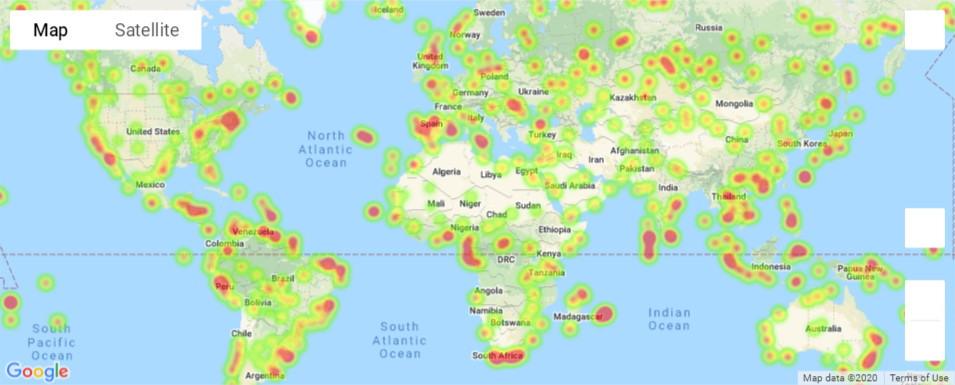 Map
Satellite
Iceland
Sweden
Norway
Russia
United
Kingdom
Canada
Poland
Germany
Ukraine
France
Kazakhstan
Mongolia
Italy
Spain
United States
North
Atlantic
Ocean
Turkey
China
Japan
South Korea
Iraq
Iran
Afghanistan
Pakistan
Algeria
Libya
Egypt
Saudi Arabia
India
Mexico
Mali
Niger
Sudan
Chad
Thailand
Nigeria
Ethiopia
Venezuela
Colombia
DRC
Kenya
Tanzania
Indonesia
Papua New
Guinea
Brazil
Peru
Bolivia
Angola
Namibia
Botswana
Madagascar
Indian
Ocean
Australia
Chile
South
Pacific
Ocean
South
Atlantic
Ocean
South Africa
Argentina
Google
Map data ©2020
Terms of Use